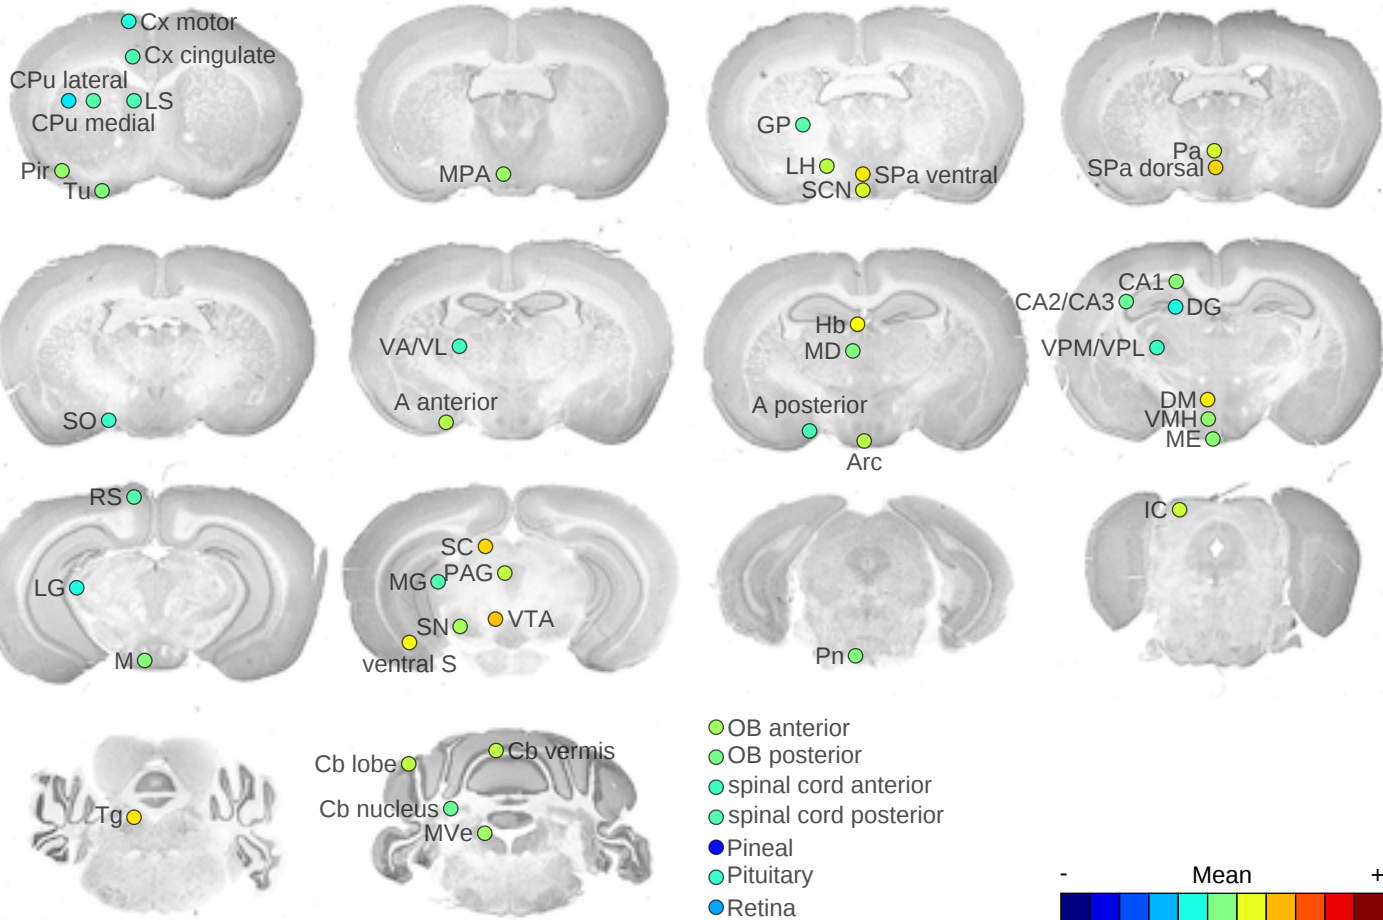 Cx motor
Cx cingulate
CPu lateral
LS
CPu medial
Pir
Tu
MPA
GP
LH
SPa ventral
SCN
Pa
SPa dorsal
SO
VA/VL
A anterior
Hb
MD
A posterior
Arc
CA1
CA2/CA3
DG
VPM/VPL
DM
VMH
ME
RS
LG
M
SC
PAG
MG
VTA
SN
ventral S
Pn
IC
Tg
Cb vermis
Cb lobe
Cb nucleus
MVe
OB anterior
OB posterior
spinal cord anterior
spinal cord posterior
Pineal
Pituitary
Retina
- Mean +